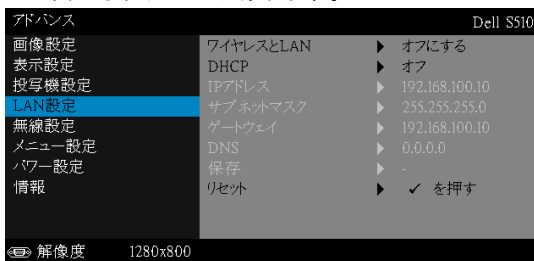 アドバンス Dell S510
画像設定
表示設定
投写機設定
LAN設定
無線設定
メニュー設定
パワー設定
情報
ワイヤレスとLAN オフにする
DHCP オフ
IPアドレス 192.168.100.10
サブネットマスク 255.255.255.0
ゲートウェイ 192.168.100.10
DNS 0.0.0.0
保存 -
リセット ✓ を押す
解像度 1280x800